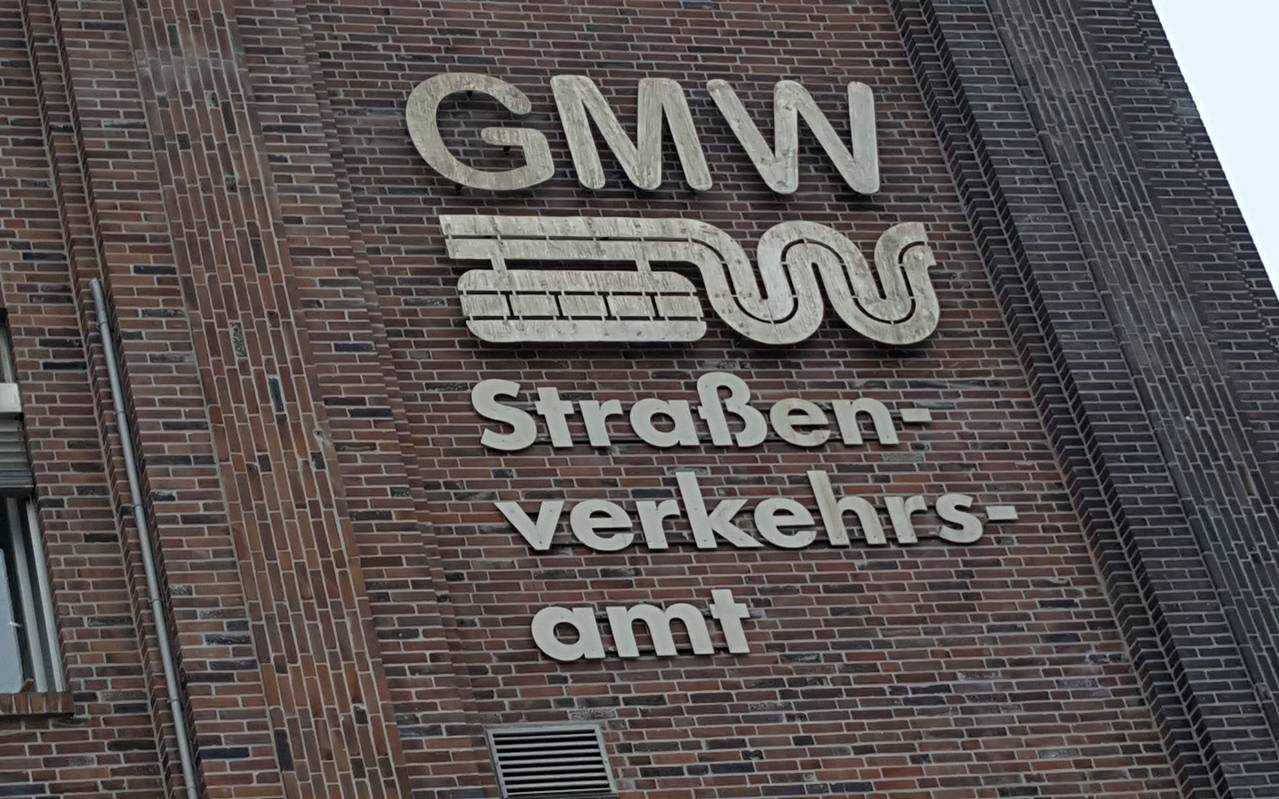 GMW
Straßen-
verkehrs-
amt